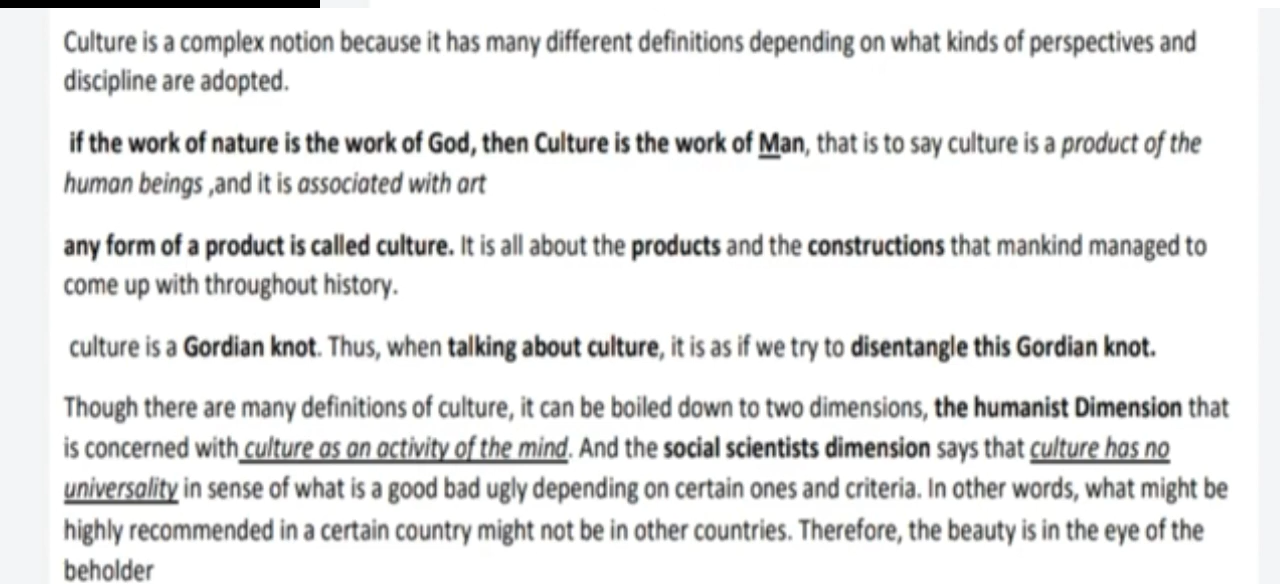 Culture is a complex notion because it has many different definitions depending on what kinds of perspectives and
discipline are adopted.
if the work of nature is the work of God, then Culture is the work of Man, that is to say culture is a product of the
human beings ,and it is associated with art
any form of a product is called culture. It is all about the products and the constructions that mankind managed to
come up with throughout history.
culture is a Gordian knot. Thus, when talking about culture, it is as if we try to disentangle this Gordian knot.
Though there are many definitions of culture, it can be boiled down to two dimensions, the humanist Dimension that
is concerned with culture as an activity of the mind. And the social scientists dimension says that culture has no
universality in sense of what is a good bad ugly depending on certain ones and criteria. In other words, what might be
highly recommended in a certain country might not be in other countries. Therefore, the beauty is in the eye of the
beholder